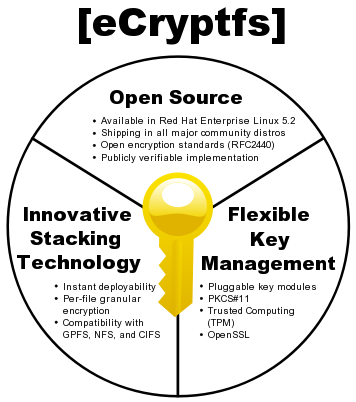 [eCryptfs]
Open Source
• Available in Red Hat Enterprise Linux 5.2
• Shipping in all major community distros
• Open encryption standards (RFC2440)
• Publicly verifiable implementation
Innovative
Stacking
Technology
• Instant deployability
• Per-file granular
encryption
• Compatibility with
GPFS, NFS, and CIFS
Flexible
Key
Management
• Pluggable key modules
• PKCS#11
• Trusted Computing
(TPM)
• OpenSSL